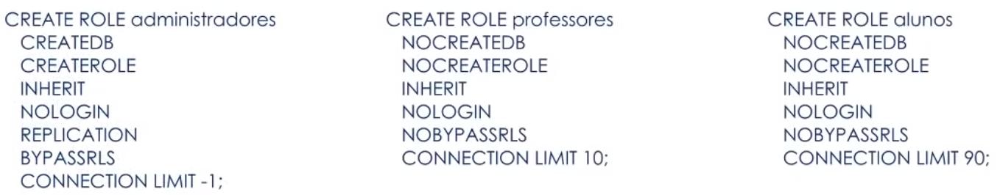 CREATE ROLE administradores
CREATEDB
CREATEROLE
INHERIT
NOLOGIN
REPLICATION
BYPASSRLS
CONNECTION LIMIT -1;
CREATE ROLE professores
NOCREATEDB
NOCREATEROLE
INHERIT
NOLOGIN
NOBYPASSRLS
CONNECTION LIMIT 10;
CREATE ROLE alunos
NOCREATEDB
NOCREATEROLE
INHERIT
NOLOGIN
NOBYPASSRLS
CONNECTION LIMIT 90;